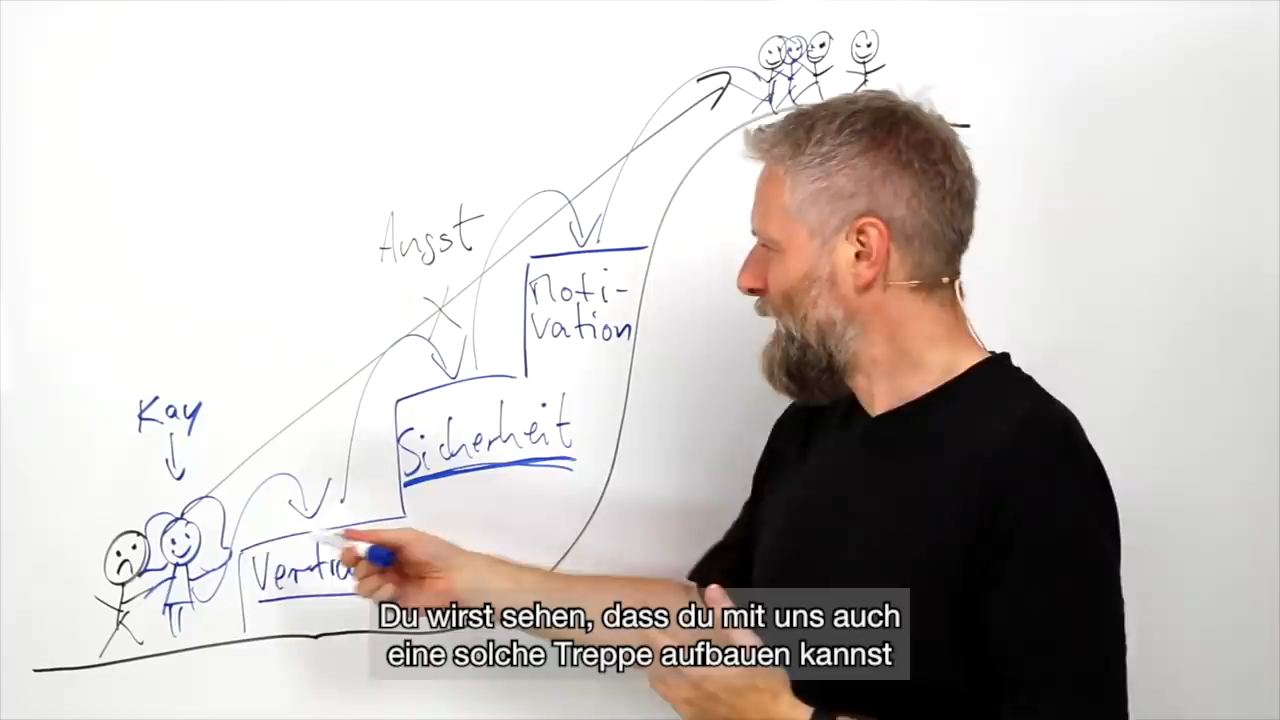 Angst
Moti-
vation
Kay
Sicherheit
Du wirst sehen, dass du mit uns auch
eine solche Treppe aufbauen kannst